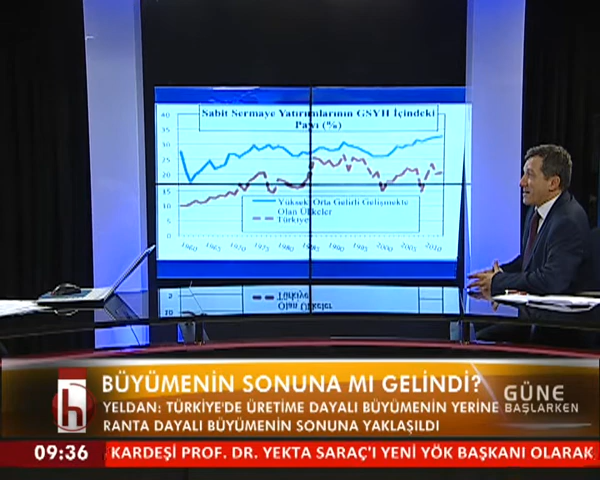 Sabit Sermaye Yatırımlarının GSYH İçindeki
Payı (%)
40
35
30
25
20
15
10
5
0
Yüksek Orta Gelirli Gelişmekte
Olan Ülkeler
Türkiye
1960 1965 1970 1975 1980 1985 1990 1995 2000 2005 2010
BÜYÜMENİN SONUNA MI GELİNDİ?
YELDAN: TÜRKİYE'DE ÜRETİME DAYALI BÜYÜMENİN YERİNE
RANTA DAYALI BÜYÜMENİN SONUNA YAKLAŞILDI
h
GÜNE
BAŞLARKEN
09:36 KARDEŞİ PROF. DR. YEKTA SARAÇ'I YENİ YÖK BAŞKANI OLARAK